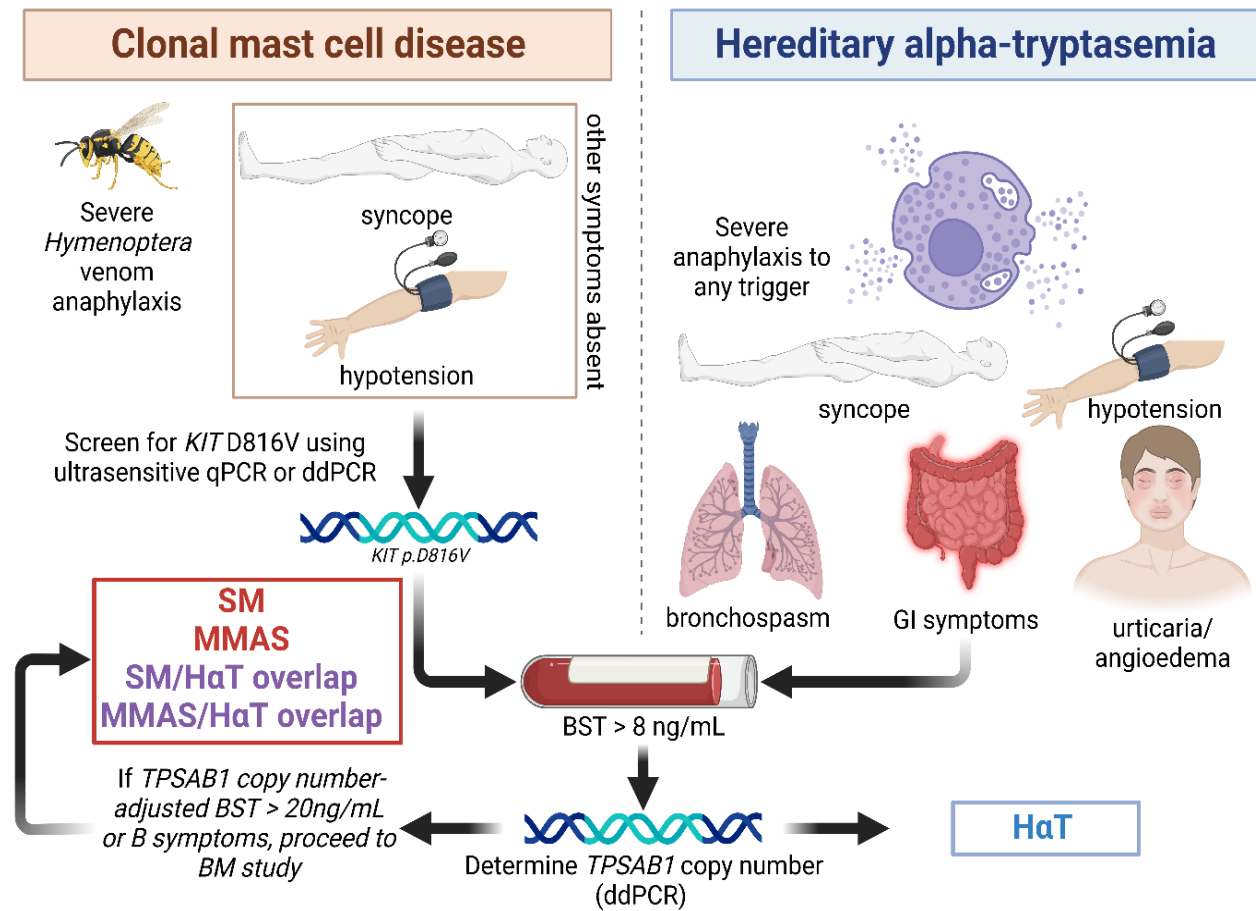 Clonal mast cell disease
Severe
Hymenoptera
venom
anaphylaxis
syncope
hypotension
other symptoms absent
Screen for KIT D816V using
ultrasensitive qPCR or ddPCR
KIT p.D816V
SM
MMAS
SM/HαT overlap
MMAS/HαT overlap
If TPSAB1 copy number-
adjusted BST > 20ng/mL
or B symptoms, proceed to
BM study
Hereditary alpha-tryptasemia
Severe
anaphylaxis to
any trigger
syncope
hypotension
bronchospasm
GI symptoms
urticaria/
angioedema
BST > 8 ng/mL
Determine TPSAB1 copy number
(ddPCR)
HαT